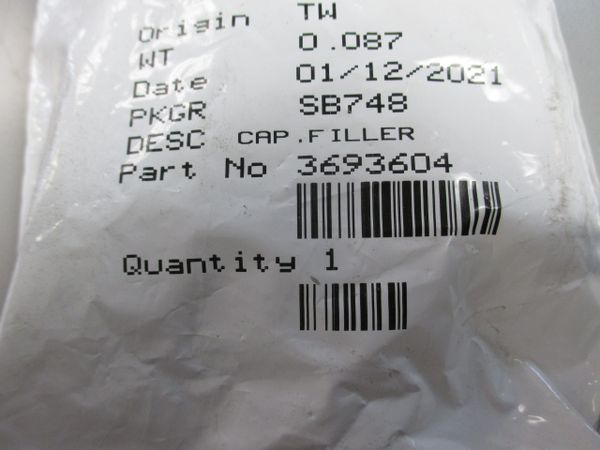 Origin TW
WT 0.087
Date 01/12/2021
PKGR SB748
DESC CAP.FILLER
Part No 3693604
Quantity 1